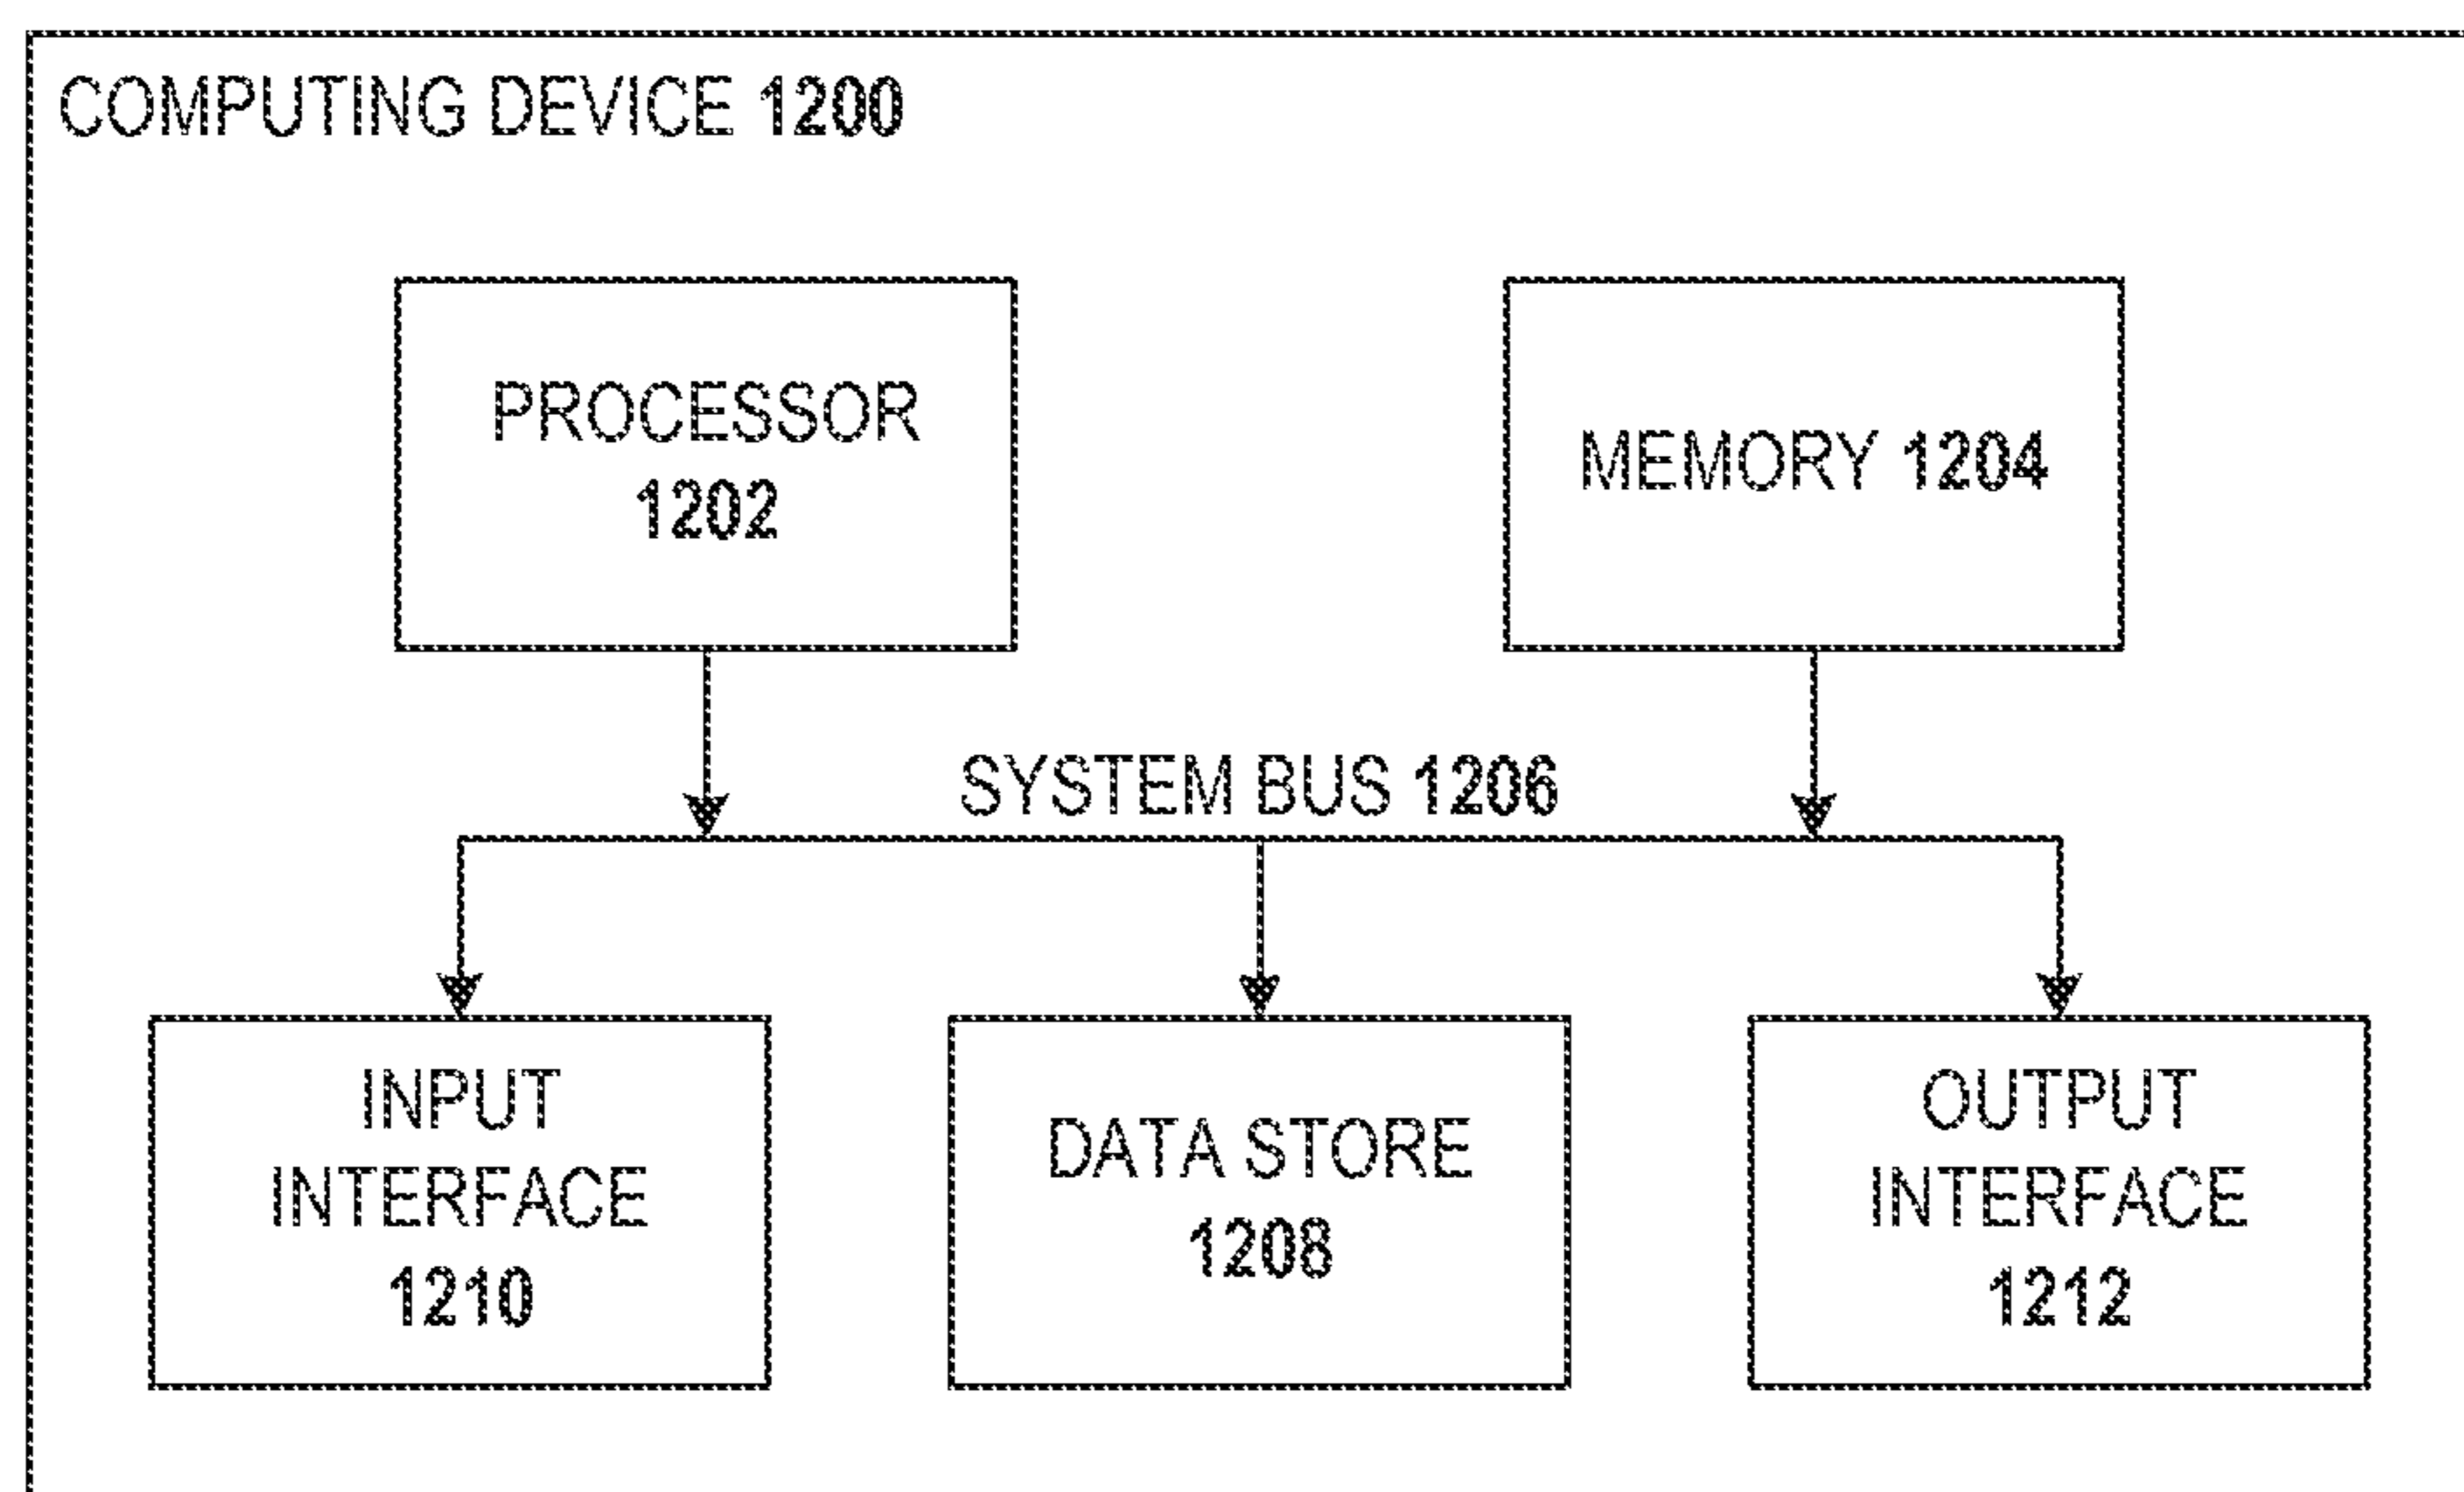 COMPUTING DEVICE 1200
PROCESSOR
1202
MEMORY 1204
SYSTEM BUS 1206
INPUT
INTERFACE
1210
DATA STORE
1208
OUTPUT
INTERFACE
1212